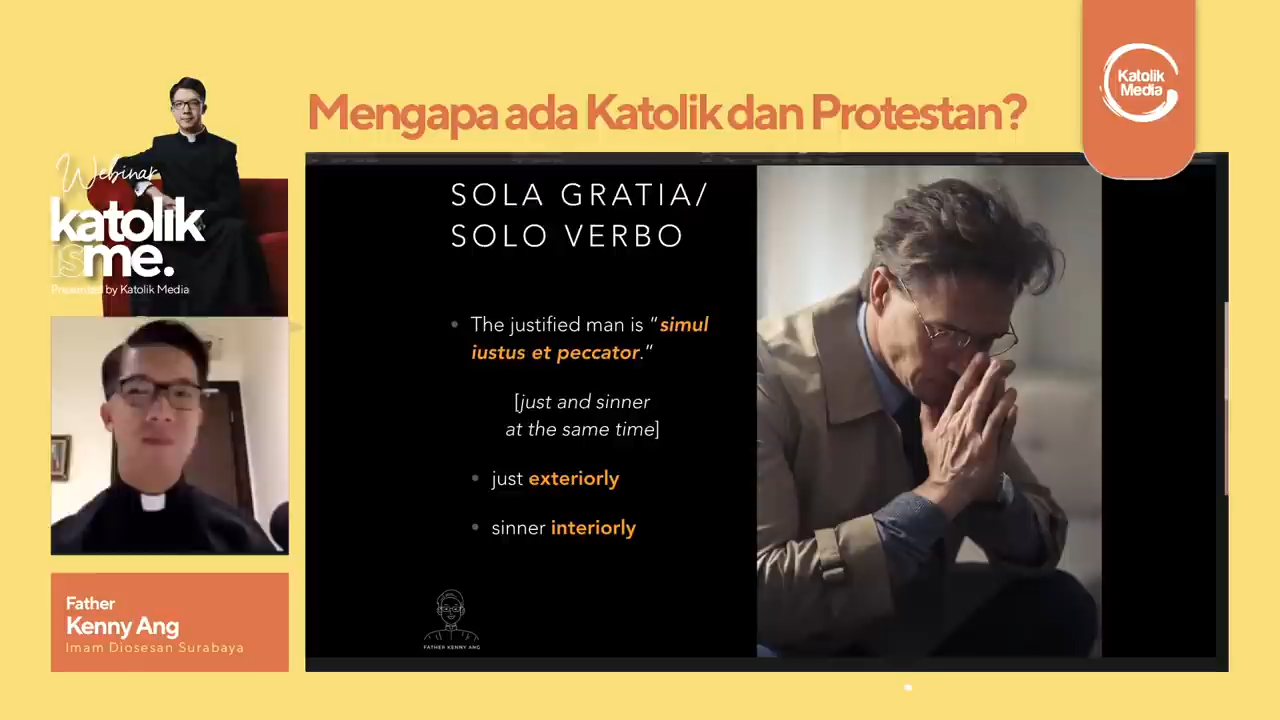 Mengapa ada Katolik dan Protestan?
Katolik
Media
Webinar
katolik
isme.
Presented by Katolik Media
SOLA GRATIA/
SOLO VERBO
• The justified man is “simul
iustus et peccator.”
[just and sinner
at the same time]
• just exteriorly
• sinner interiorly
FATHER KENNY ANG
Father
Kenny Ang
Imam Diosesan Surabaya